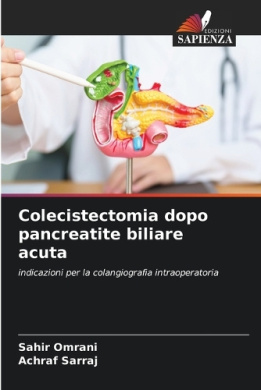 EDIZIONI
SAPIENZA
Colecistectomia dopo
pancreatite biliare
acuta
indicazioni per la colangiografia intraoperatoria
Sahir Omrani
Achraf Sarraj